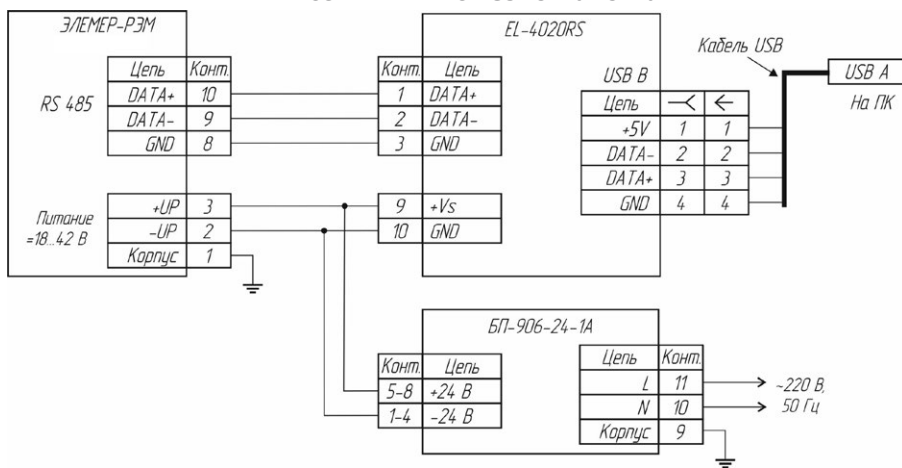 ЭЛЕМЕР-РЭМ
RS 485
Цепь Конт.
DATA+ 10
DATA- 9
GND 8
Питание
=18...42 В
+UP 3
-UP 2
Корпус 1
EL-4020RS
Конт. Цепь
1 DATA+
2 DATA-
3 GND
9 +Vs
10 GND
USB B
Цепь
+5V 1 1
DATA- 2 2
DATA+ 3 3
GND 4 4
Кабель USB
USB A
На ПК
БП-906-24-1А
Конт. Цепь
5-8 +24 В
1-4 -24 В
Цепь Конт.
L 11
N 10
Корпус 9
~220 В,
50 Гц